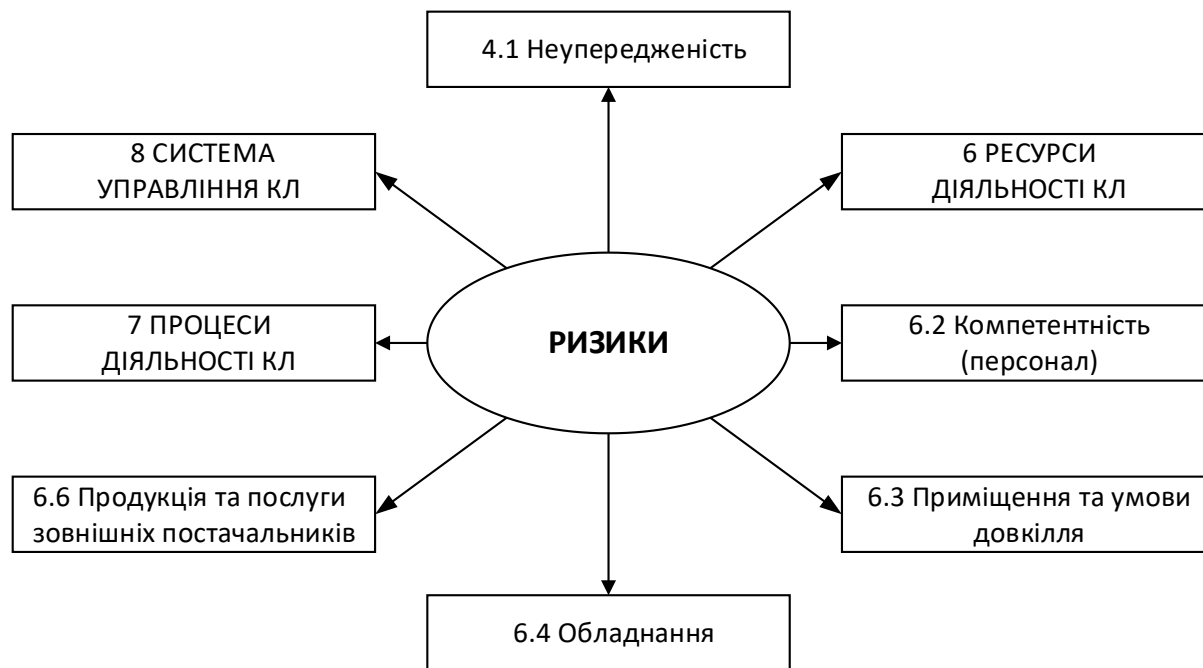 4.1 Неупередженість
8 СИСТЕМА
УПРАВЛІННЯ КЛ
6 РЕСУРСИ
ДІЯЛЬНОСТІ КЛ
7 ПРОЦЕСИ
ДІЯЛЬНОСТІ КЛ
РИЗИКИ
6.2 Компетентність
(персонал)
6.6 Продукція та послуги
зовнішніх постачальників
6.3 Приміщення та умови
довкілля
6.4 Обладнання